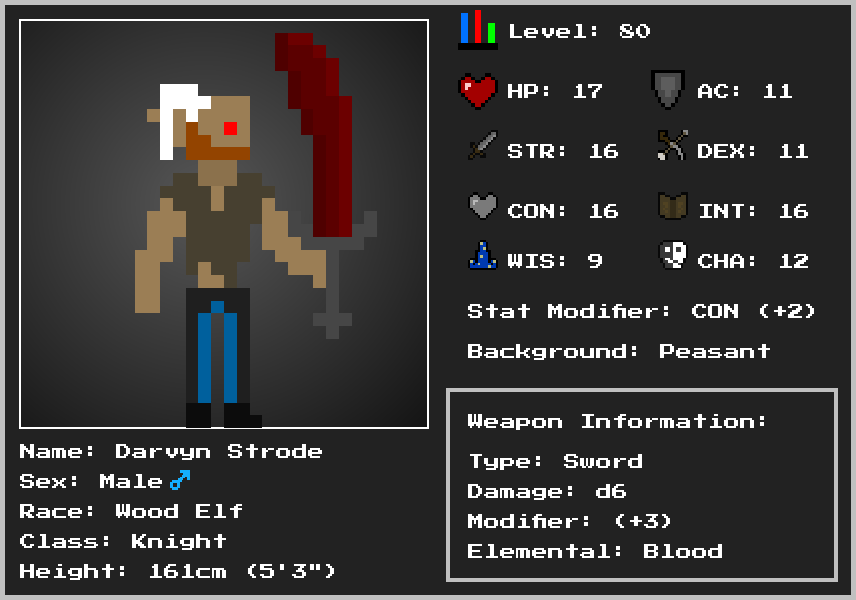 Level: 80
HP: 17
AC: 11
STR: 16
DEX: 11
CON: 16
INT: 16
WIS: 9
CHA: 12
Stat Modifier: CON (+2)
Background: Peasant
Weapon Information:
Type: Sword
Damage: d6
Modifier: (+3)
Elemental: Blood
Name: Darvyn Strode
Sex: Male♂
Race: Wood Elf
Class: Knight
Height: 161cm (5'3")